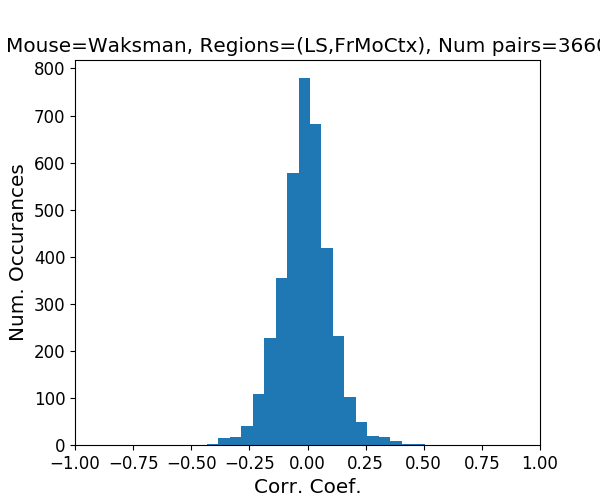 Mouse=Waksman, Regions=(LS,FrMoCtx), Num pairs=3660
800
700
600
500
400
300
200
100
0
Num. Occurances
−1.00 −0.75 −0.50 −0.25 0.00 0.25 0.50 0.75 1.00
Corr. Coef.